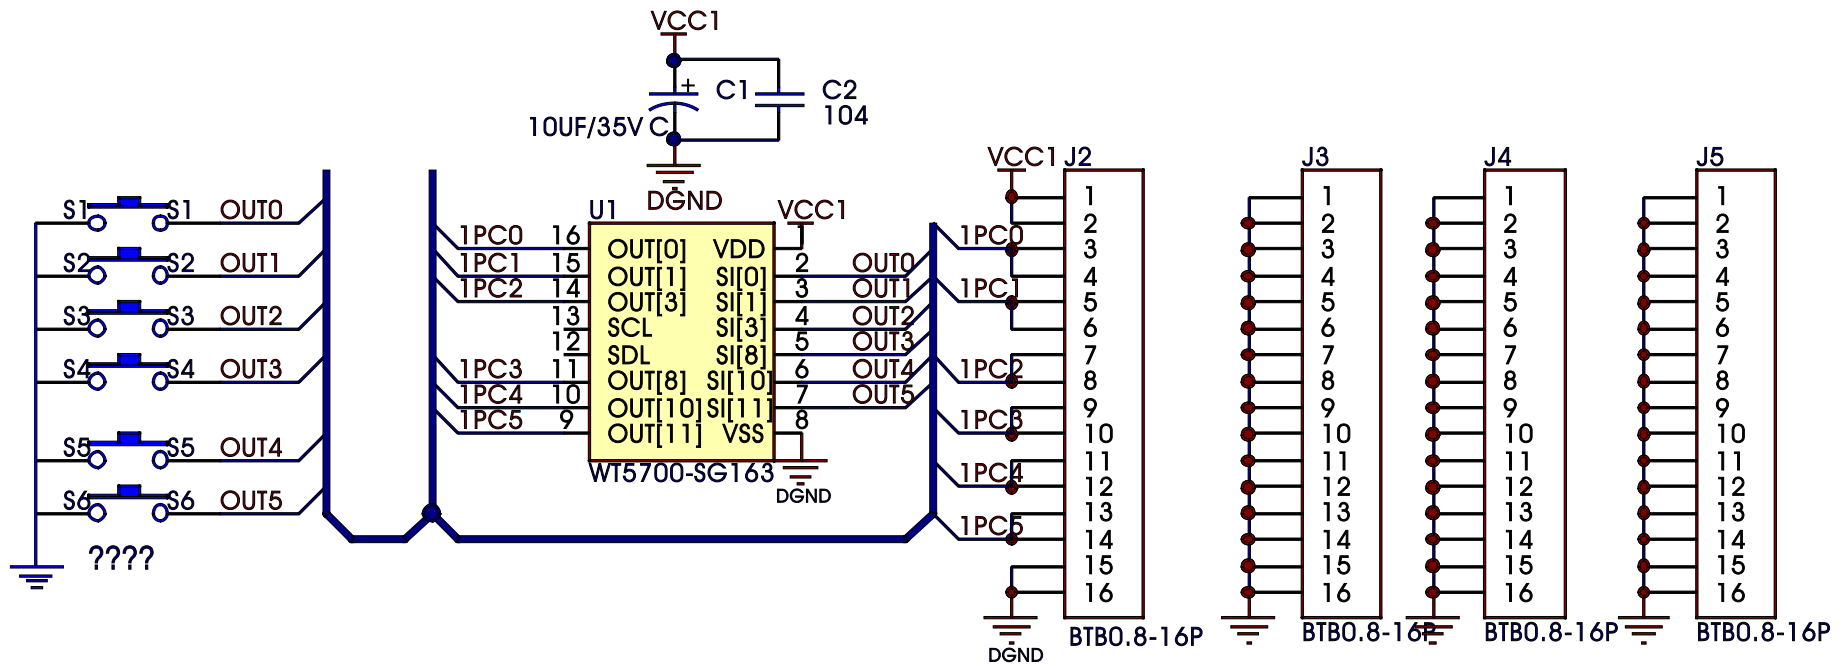 VCC1
+ C1 C2
104
10UF/35V C
DGND
S1 S1 OUT0
S2 S2 OUT1
S3 S3 OUT2
S4 S4 OUT3
S5 S5 OUT4
S6 S6 OUT5
????
U1 VCC1
1PC0 16 OUT[0] VDD 1
1PC1 15 OUT[1] SI[0] 2 OUT0
1PC2 14 OUT[3] SI[1] 3 OUT1
13 SCL SI[3] 4 OUT2
12 SDL SI[8] 5 OUT3
1PC3 11 OUT[8] SI[10] 6 OUT4
1PC4 10 OUT[10] SI[11] 7 OUT5
1PC5 9 OUT[11] VSS 8
WT5700-SG163
DGND
VCC1 J2
1
2
1PC0 3
4
1PC1 5
6
7
1PC2 8
9
1PC3 10
11
1PC4 12
13
1PC5 14
15
16
BTB0.8-16P
DGND
J3
1
2
3
4
5
6
7
8
9
10
11
12
13
14
15
16
BTB0.8-16P
J4
1
2
3
4
5
6
7
8
9
10
11
12
13
14
15
16
BTB0.8-16P
J5
1
2
3
4
5
6
7
8
9
10
11
12
13
14
15
16
BTB0.8-16P